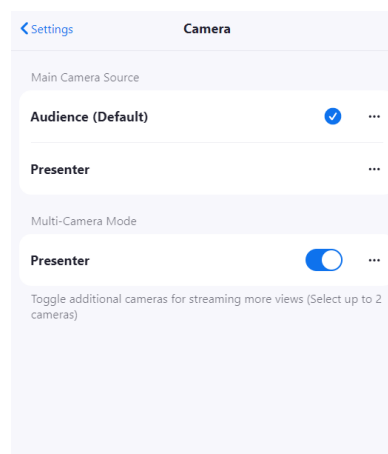 Settings
Camera
Main Camera Source
Audience (Default)
Presenter
Multi-Camera Mode
Presenter
Toggle additional cameras for streaming more views (Select up to 2
cameras)